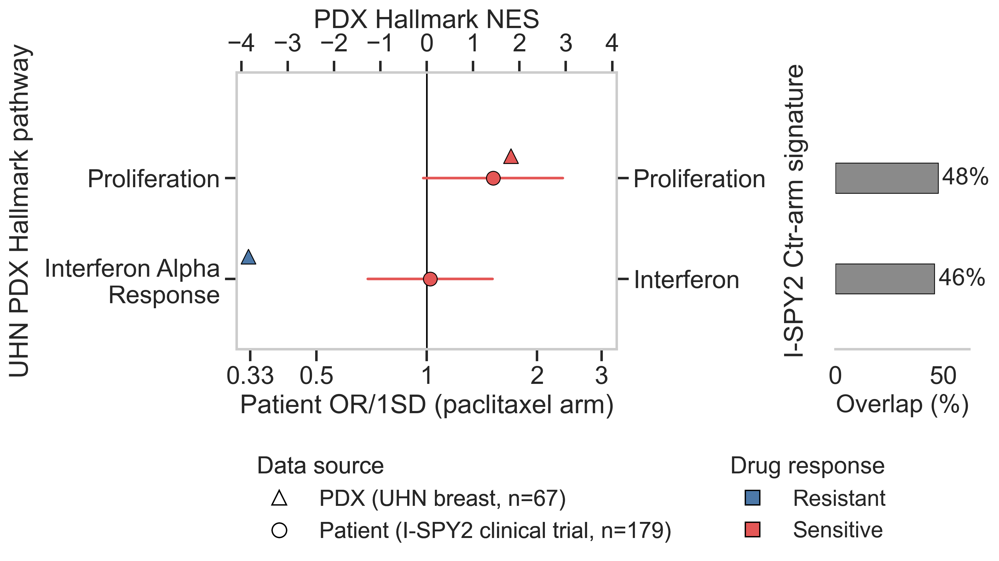 PDX Hallmark NES
−4 −3 −2 −1 0 1 2 3 4
UHN PDX Hallmark pathway
Proliferation
Interferon Alpha
Response
Proliferation
Interferon
I-SPY2 Ctr-arm signature
48%
46%
0.33 0.5 1 2 3
Patient OR/1SD (paclitaxel arm)
0 50
Overlap (%)
Data source
PDX (UHN breast, n=67)
Patient (I-SPY2 clinical trial, n=179)
Drug response
Resistant
Sensitive